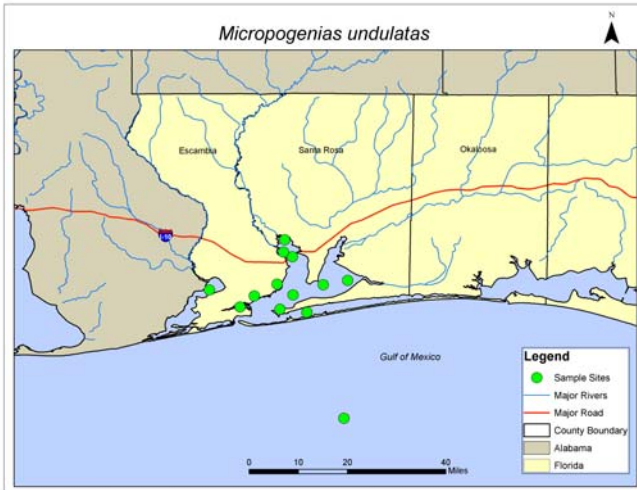 Micropogenias undulatas
N
Escambia
Santa Rosa
Okaloosa
I-10
Gulf of Mexico
Legend
Sample Sites
Major Rivers
Major Road
County Boundary
Alabama
Florida
0 10 20 40
Miles